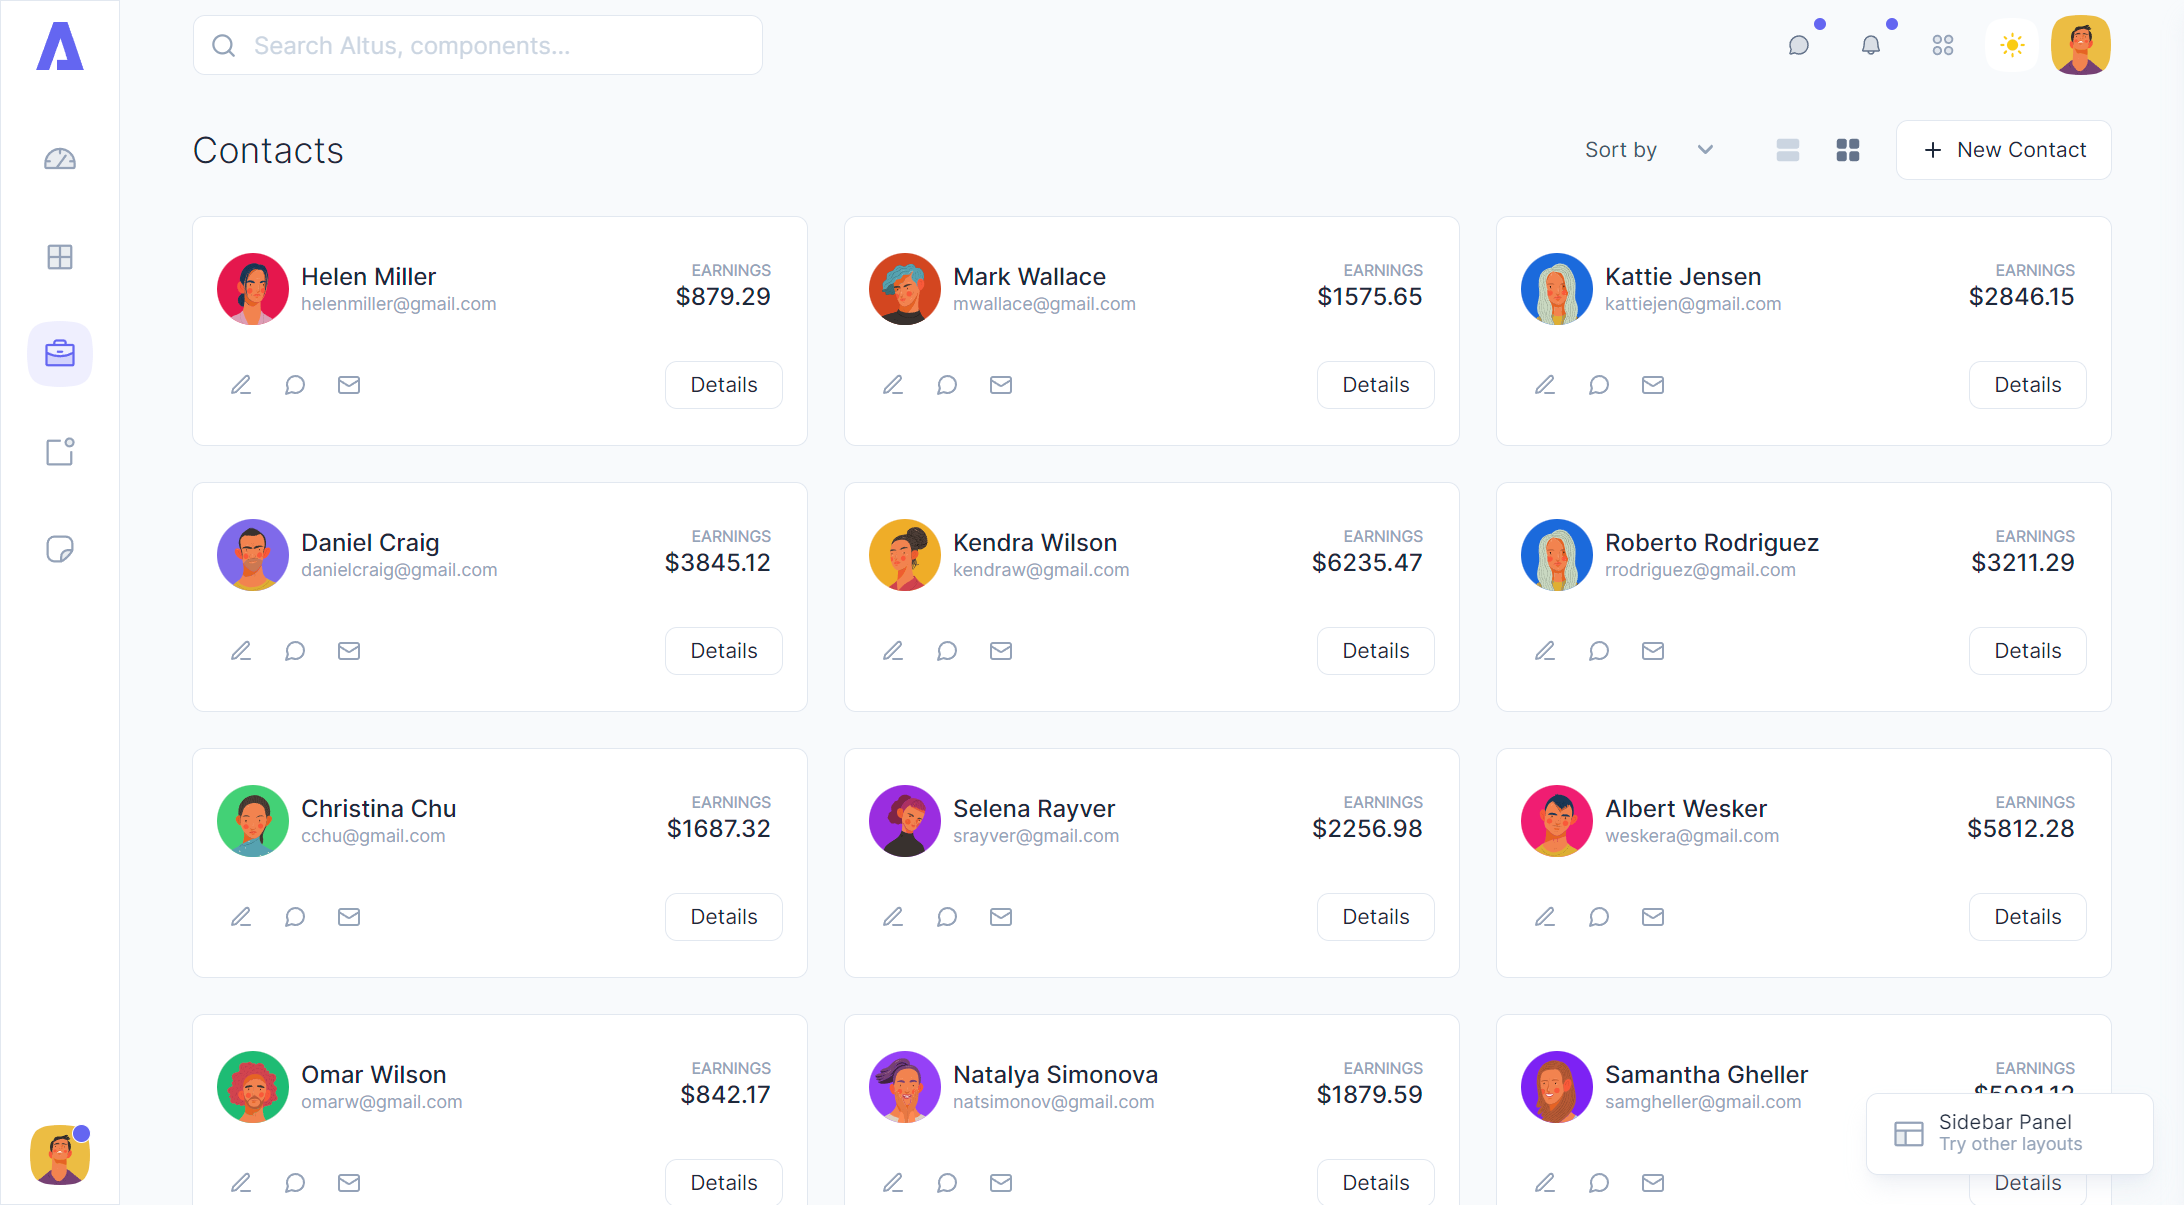 Search Altus, components...
Contacts
Sort by
New Contact
Helen Miller
helenmiller@gmail.com
EARNINGS
$879.29
Details
Mark Wallace
mwallace@gmail.com
EARNINGS
$1575.65
Details
Kattie Jensen
kattiejen@gmail.com
EARNINGS
$2846.15
Details
Daniel Craig
danielcraig@gmail.com
EARNINGS
$3845.12
Details
Kendra Wilson
kendraw@gmail.com
EARNINGS
$6235.47
Details
Roberto Rodriguez
rrodriguez@gmail.com
EARNINGS
$3211.29
Details
Christina Chu
cchu@gmail.com
EARNINGS
$1687.32
Details
Selena Rayver
srayver@gmail.com
EARNINGS
$2256.98
Details
Albert Wesker
weskera@gmail.com
EARNINGS
$5812.28
Details
Omar Wilson
omarw@gmail.com
EARNINGS
$842.17
Details
Natalya Simonova
natsimonov@gmail.com
EARNINGS
$1879.59
Details
Samantha Gheller
samgheller@gmail.com
EARNINGS
Details
Sidebar Panel
Try other layouts